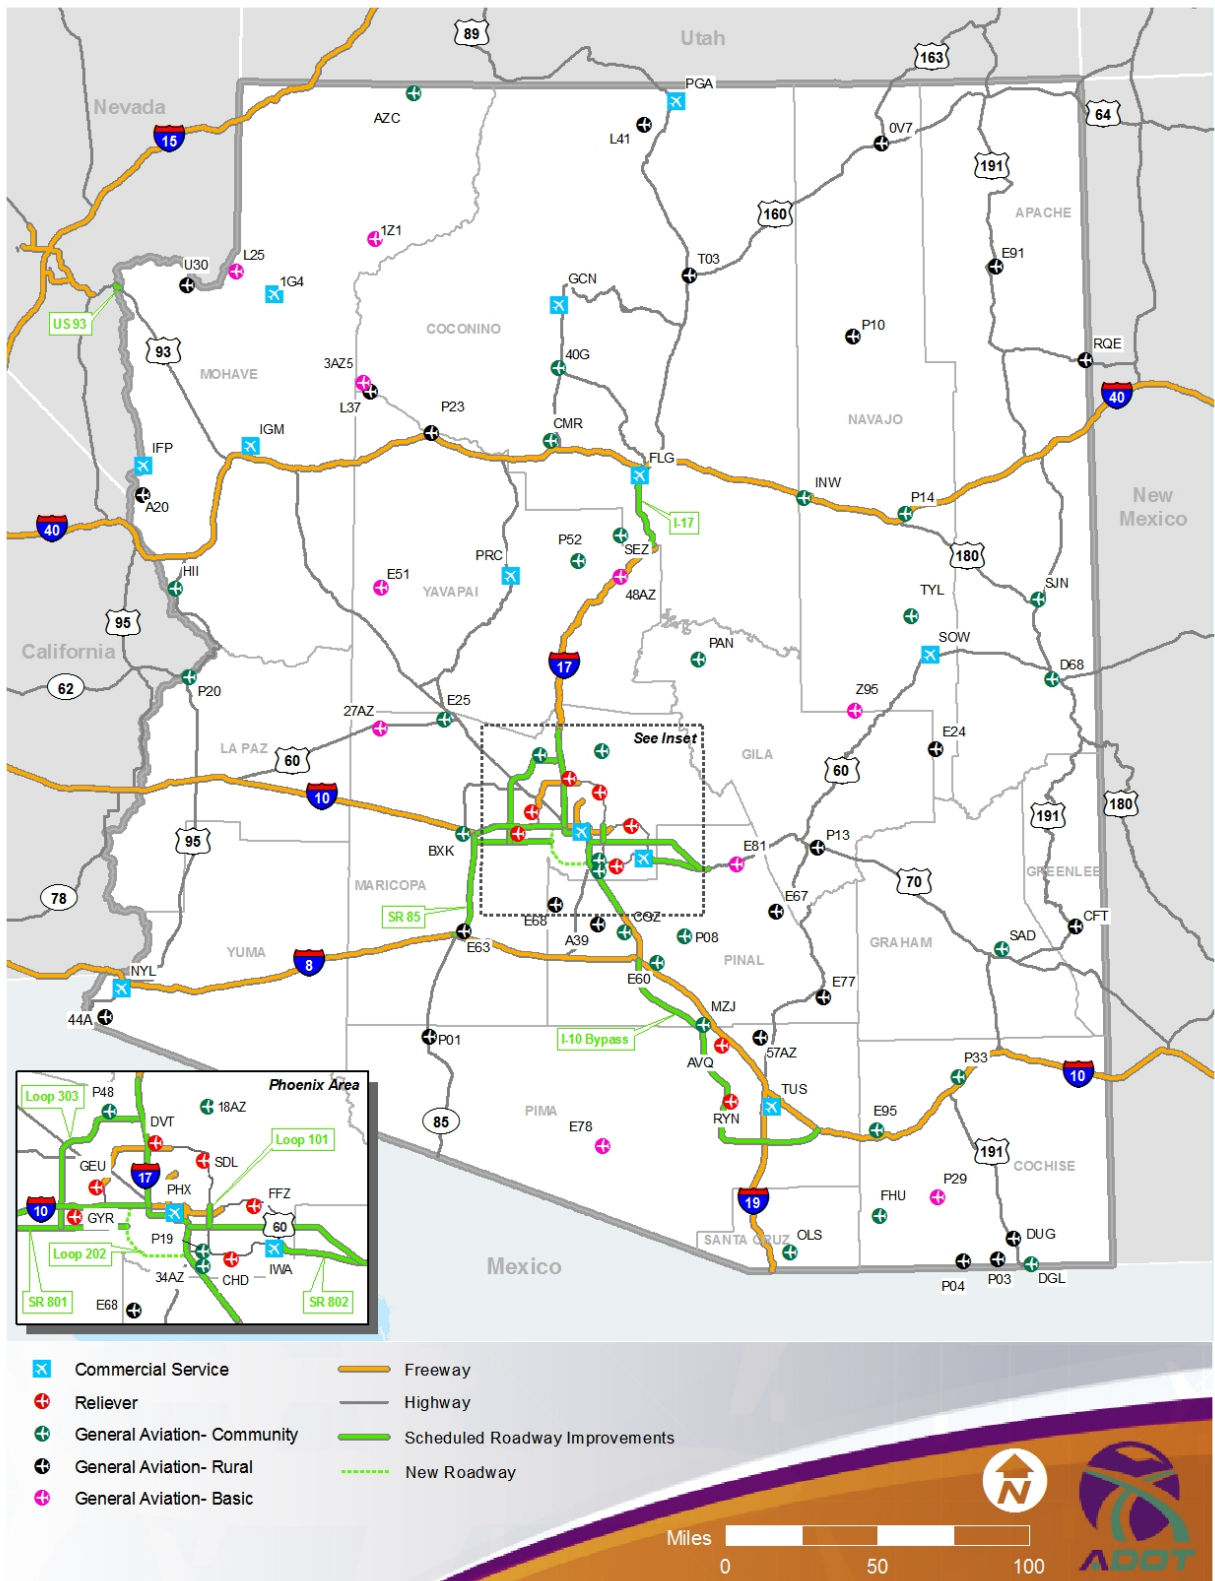 89
Utah
163
Nevada
AZC
PGA
64
15
L41
0V7
191
160
APACHE
1Z1
L25
U30
1G4
GCN
T03
E91
US 93
COCONINO
P10
93
40G
RQE
MOHAVE
3AZ5
L37
P23
40
NAVAJO
CMR
IGM
IFP
FLG
A20
INW
P14
New
Mexico
40
I-17
P52
SEZ
PRC
180
HII
E51
YAVAPAI
48AZ
TYL
SJN
95
SOW
California
PAN
17
D68
62
P20
Z95
27AZ
E25
See Inset
E24
LA PAZ
60
GILA
60
10
180
191
95
BXK
E81
P13
MARICOPA
70
GREENLEE
78
SR 85
E68
A39
CGZ
E67
CFT
P08
GRAHAM
SAD
YUMA
8
E63
PINAL
NYL
E60
E77
44A
MZJ
P01
I-10 Bypass
57AZ
AVQ
P33
10
TUS
RYN
E95
PIMA
85
E78
191
COCHISE
P29
FHU
19
SANTA CRUZ
OLS
DUG
P04
P03
DGL
Mexico
Phoenix Area
Loop 303
P48
18AZ
DVT
Loop 101
GEU
SDL
17
PHX
FFZ
10
GYR
60
P19
Loop 202
34AZ
CHD
IWA
SR 801
SR 802
E68
Commercial Service
Freeway
Reliever
Highway
General Aviation- Community
Scheduled Roadway Improvements
General Aviation- Rural
New Roadway
General Aviation- Basic
N
Miles
0
50
100
ADOT